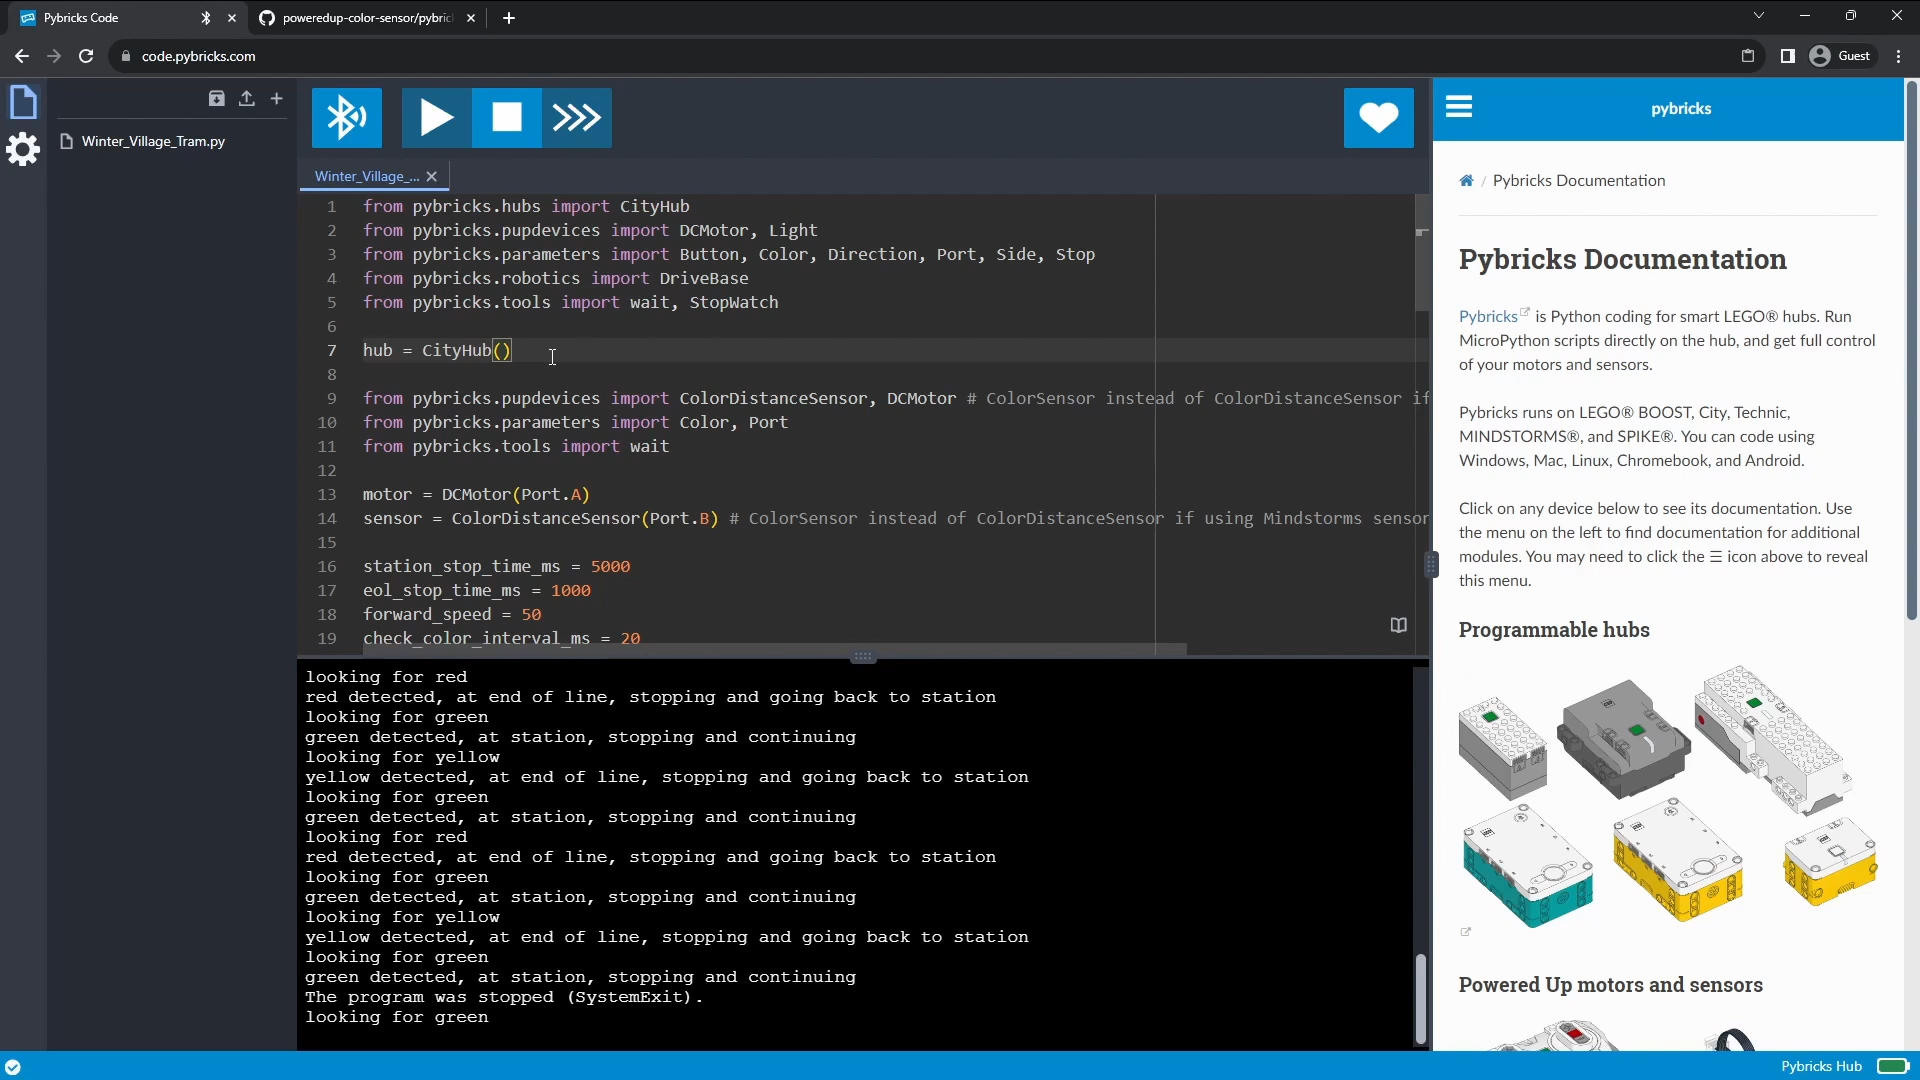 Pybricks Code
poweredup-color-sensor/pybric
code.pybricks.com
Guest
Winter_Village_Tram.py
Winter_Village_...
1 from pybricks.hubs import CityHub
2 from pybricks.pupdevices import DCMotor, Light
3 from pybricks.parameters import Button, Color, Direction, Port, Side, Stop
4 from pybricks.robotics import DriveBase
5 from pybricks.tools import wait, StopWatch
6
7 hub = CityHub()
8
9 from pybricks.pupdevices import ColorDistanceSensor, DCMotor # ColorSensor instead of ColorDistanceSensor if
10 from pybricks.parameters import Color, Port
11 from pybricks.tools import wait
12
13 motor = DCMotor(Port.A)
14 sensor = ColorDistanceSensor(Port.B) # ColorSensor instead of ColorDistanceSensor if using Mindstorms sensor
15
16 station_stop_time_ms = 5000
17 eol_stop_time_ms = 1000
18 forward_speed = 50
19 check_color_interval_ms = 20
looking for red
red detected, at end of line, stopping and going back to station
looking for green
green detected, at station, stopping and continuing
looking for yellow
yellow detected, at end of line, stopping and going back to station
looking for green
green detected, at station, stopping and continuing
looking for red
red detected, at end of line, stopping and going back to station
looking for green
green detected, at station, stopping and continuing
looking for yellow
yellow detected, at end of line, stopping and going back to station
looking for green
green detected, at station, stopping and continuing
The program was stopped (SystemExit).
looking for green
pybricks
/ Pybricks Documentation
Pybricks Documentation
Pybricks is Python coding for smart LEGO® hubs. Run
MicroPython scripts directly on the hub, and get full control
of your motors and sensors.
Pybricks runs on LEGO® BOOST, City, Technic,
MINDSTORMS®, and SPIKE®. You can code using
Windows, Mac, Linux, Chromebook, and Android.
Click on any device below to see its documentation. Use
the menu on the left to find documentation for additional
modules. You may need to click the ☰ icon above to reveal
this menu.
Programmable hubs
Powered Up motors and sensors
Pybricks Hub